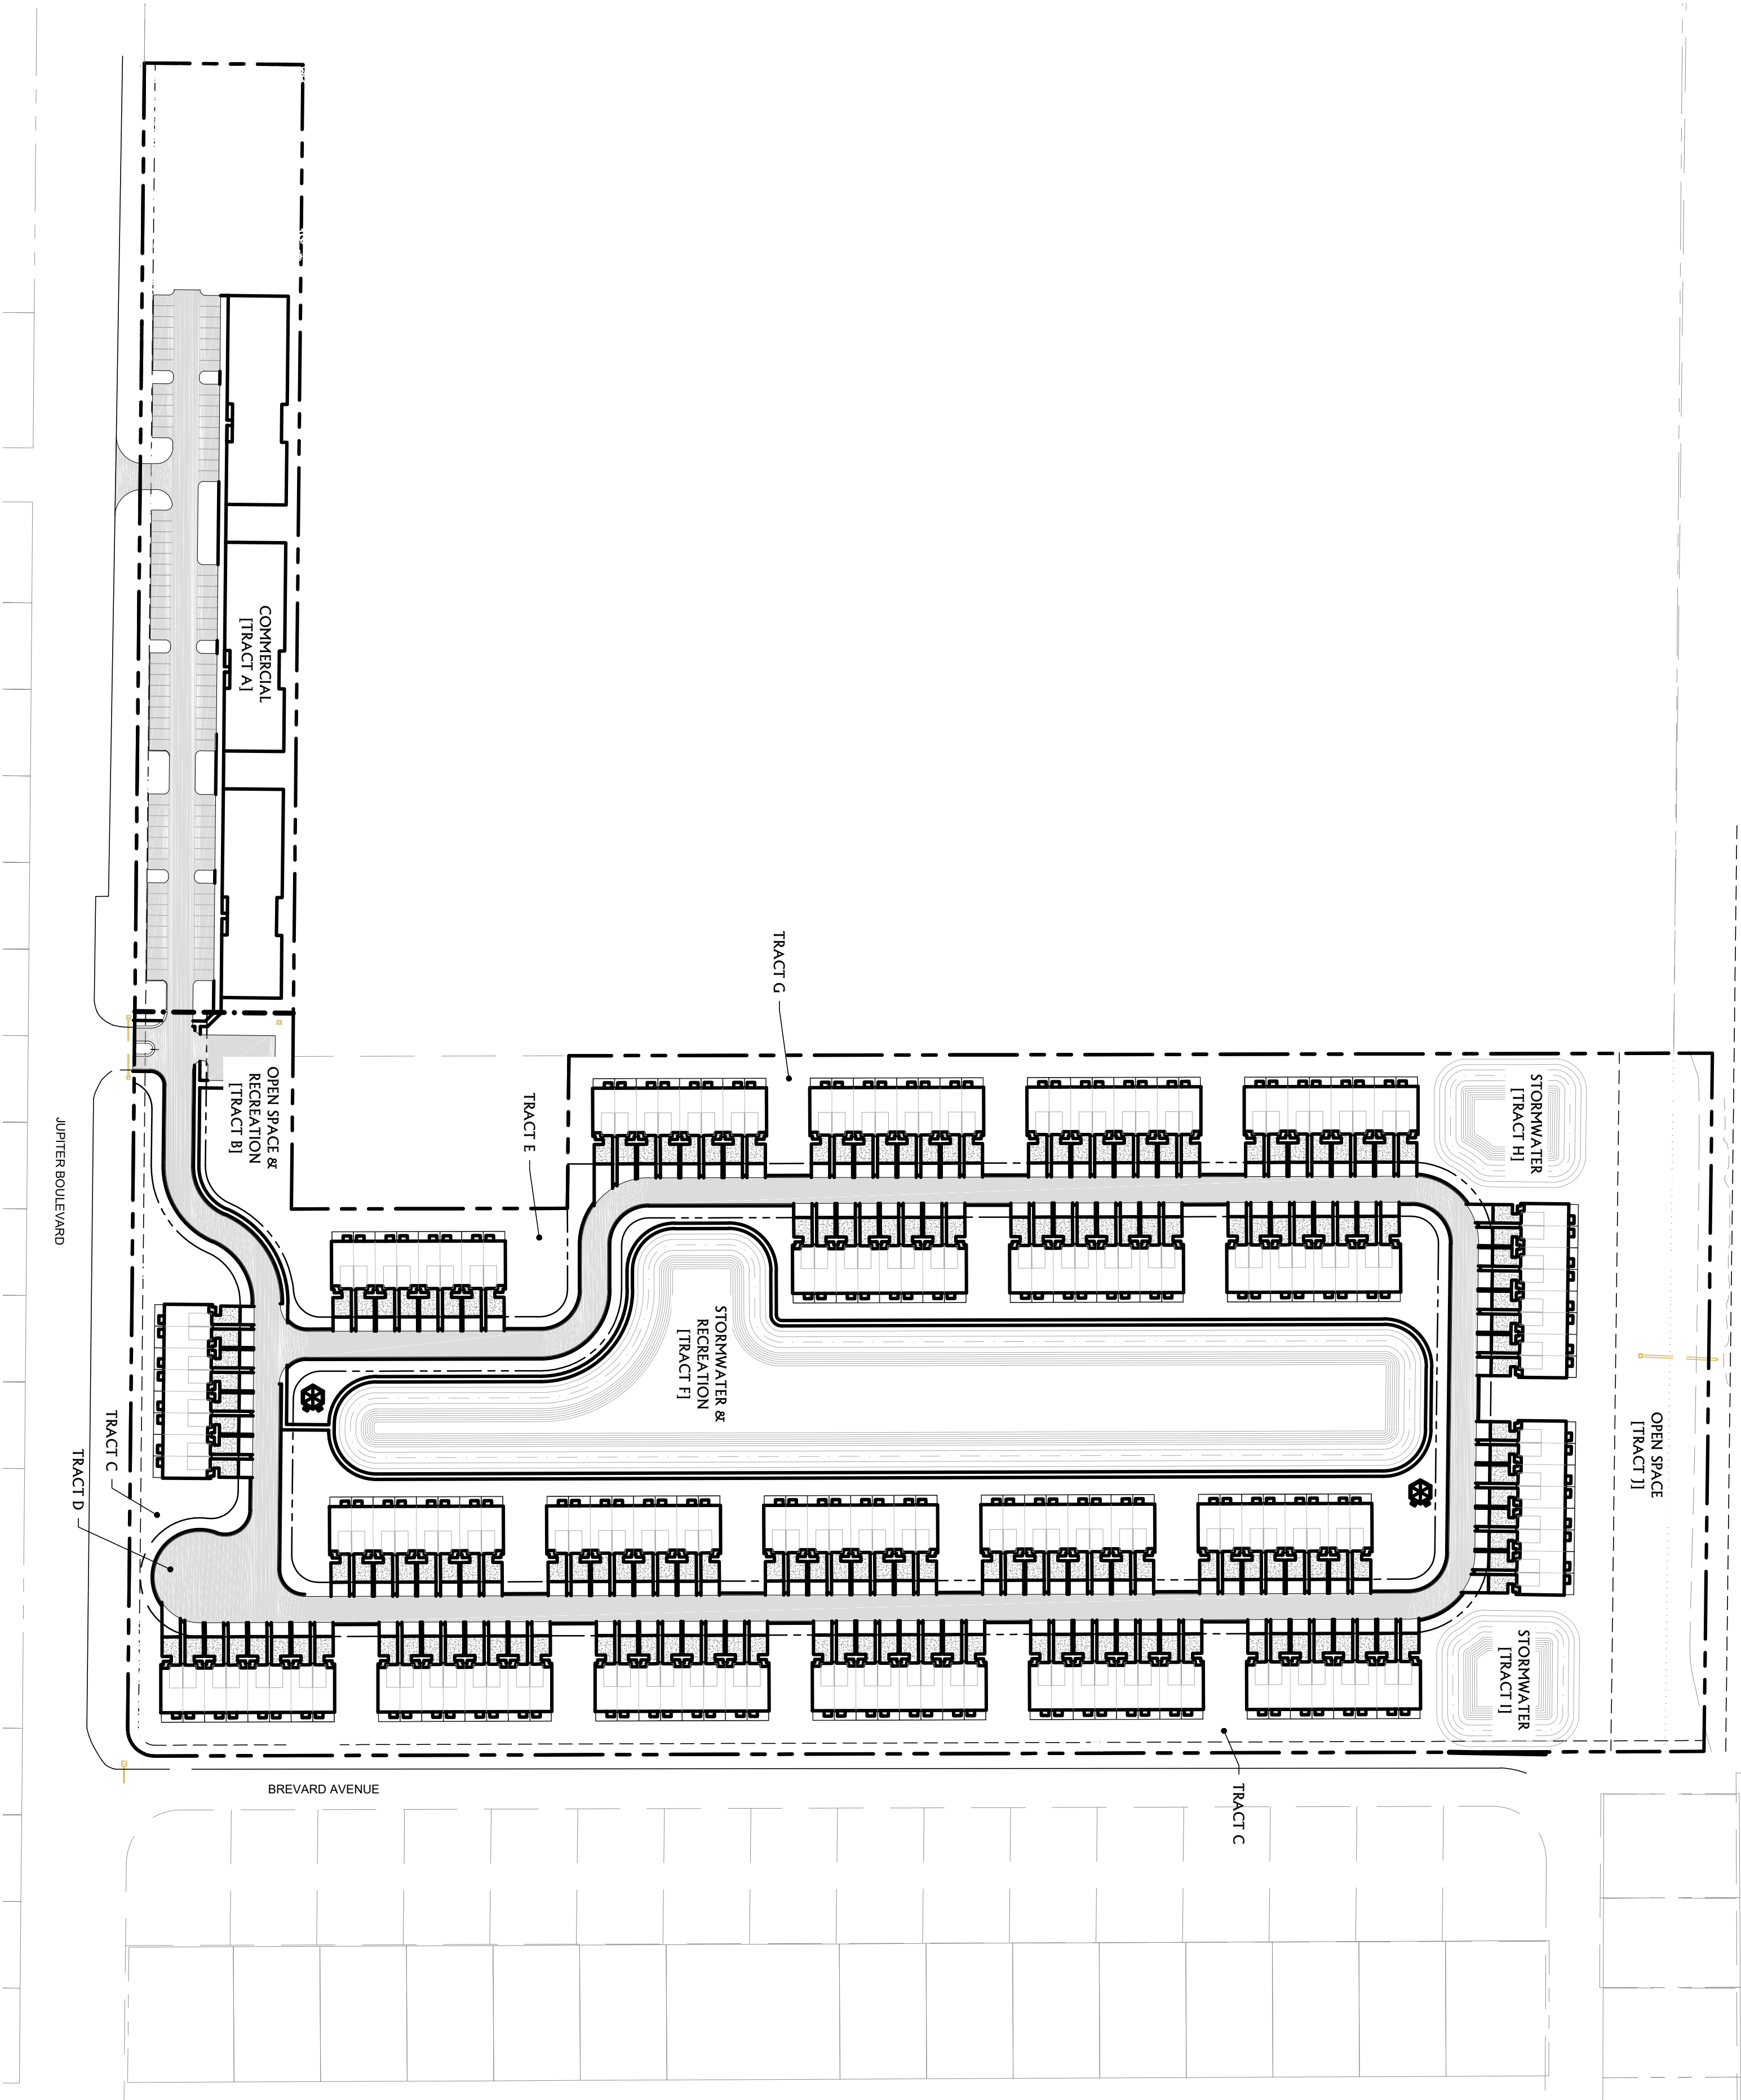 COMMERCIAL
[TRACT A]
TRACT G
OPEN SPACE &
RECREATION
[TRACT B]
TRACT E
STORMWATER
[TRACT H]
JUPITER BOULEVARD
STORMWATER &
RECREATION
[TRACT F]
OPEN SPACE
[TRACT J]
TRACT C
TRACT D
STORMWATER
[TRACT I]
BREVARD AVENUE
TRACT C